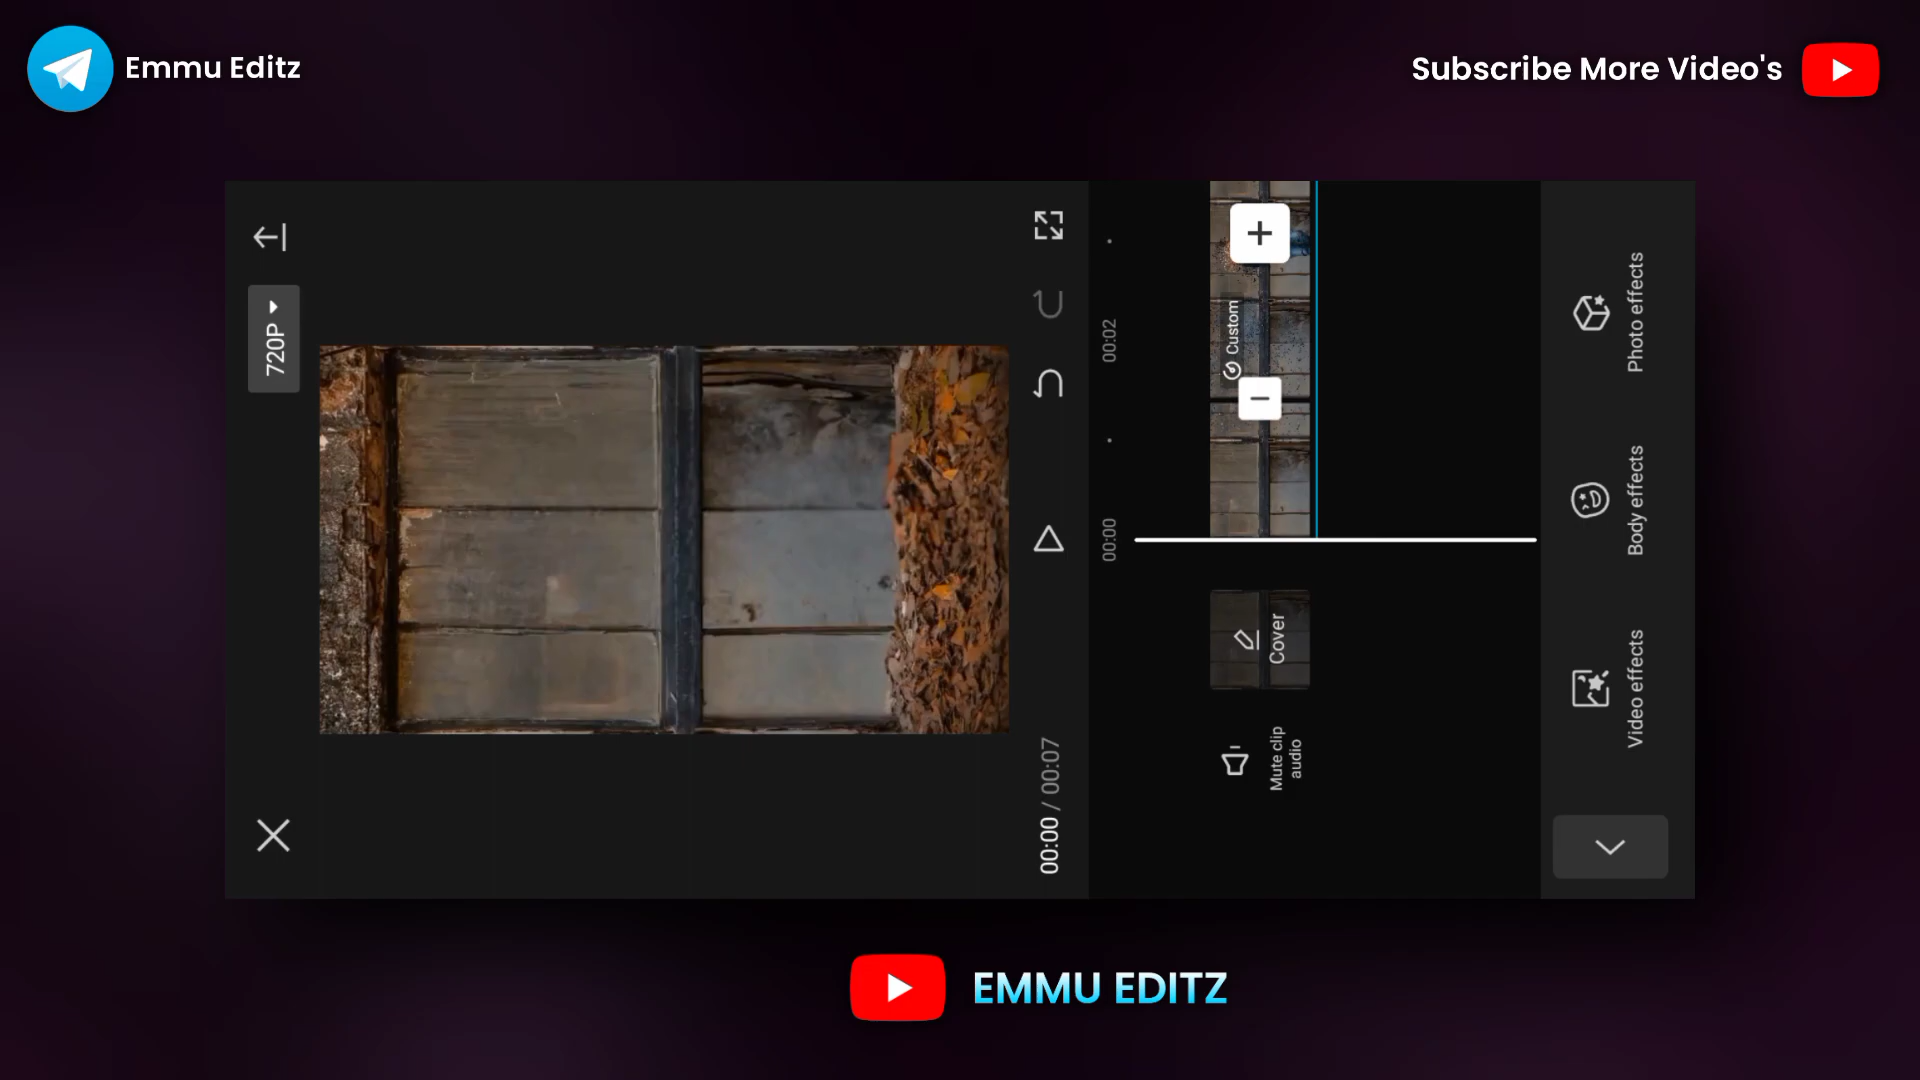 Emmu Editz
Subscribe More Video's
720P
00:00 / 00:07
00:00
00:02
Custom
Cover
Mute clip
audio
Video effects
Body effects
Photo effects
EMMU EDITZ